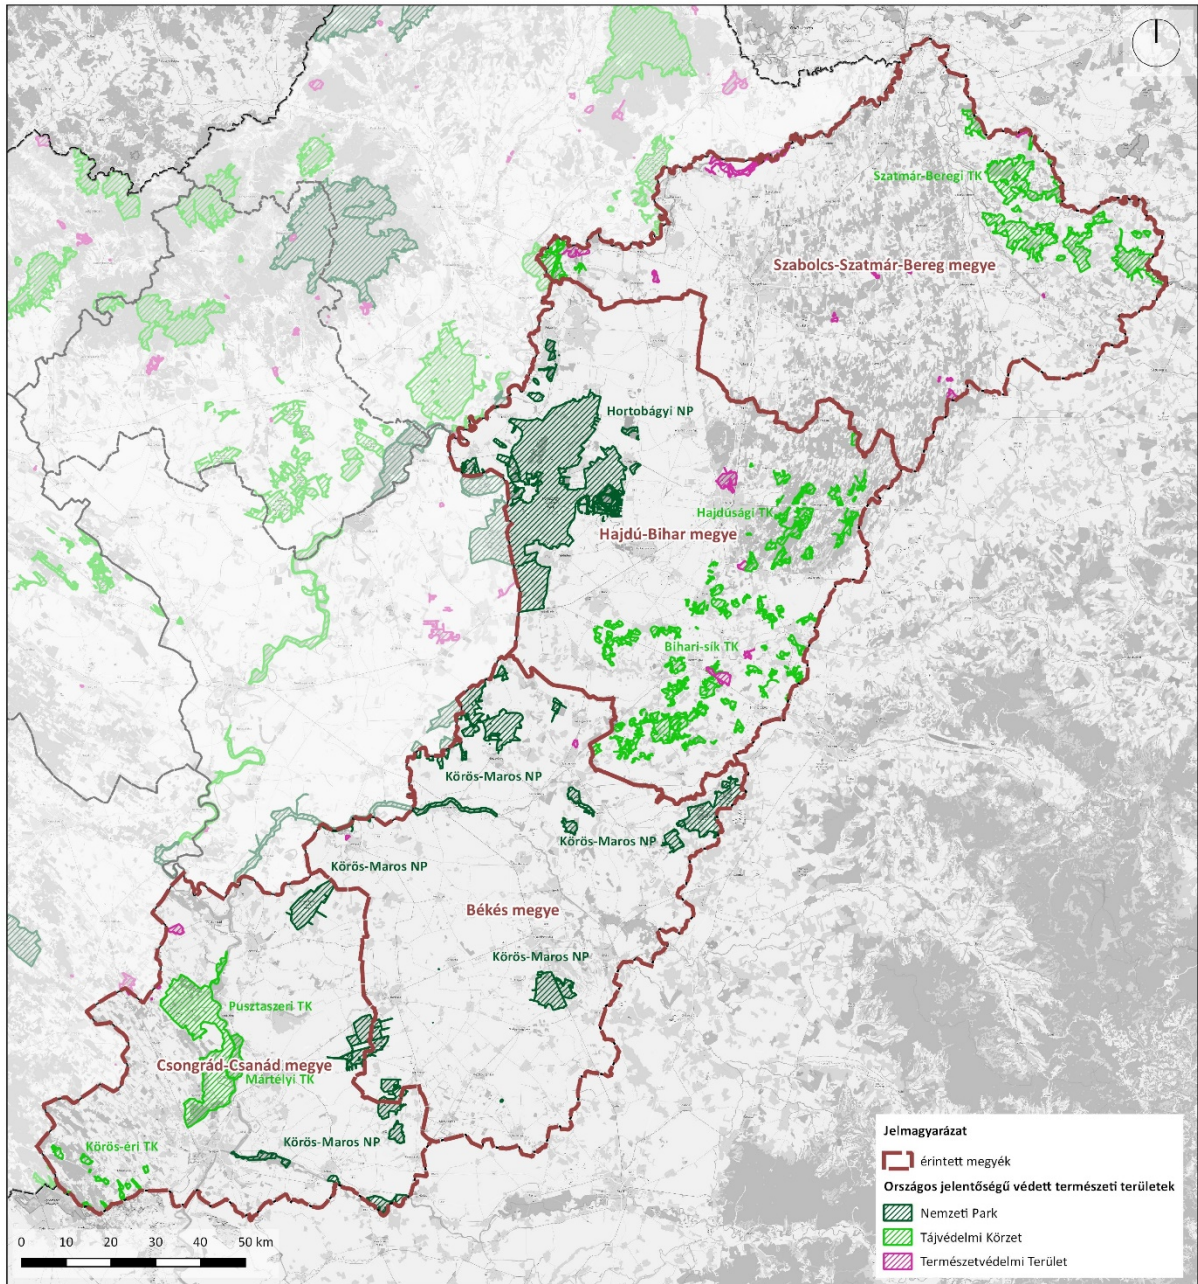 Szatmár-Beregi TK
Szabolcs-Szatmár-Bereg megye
Hortobágyi NP
Hajdúsági TK
Hajdú-Bihar megye
Bihari-sík TK
Körös-Maros NP
Körös-Maros NP
Körös-Maros NP
Békés megye
Körös-Maros NP
Pusztaszeri TK
Csongrád-Csanád megye
Mártélyi TK
Körös-éri TK
Körös-Maros NP
Jelmagyarázat
érintett megyék
Országos jelentőségű védett természeti területek
Nemzeti Park
Tájvédelmi Körzet
Természetvédelmi Terület
0 10 20 30 40 50 km